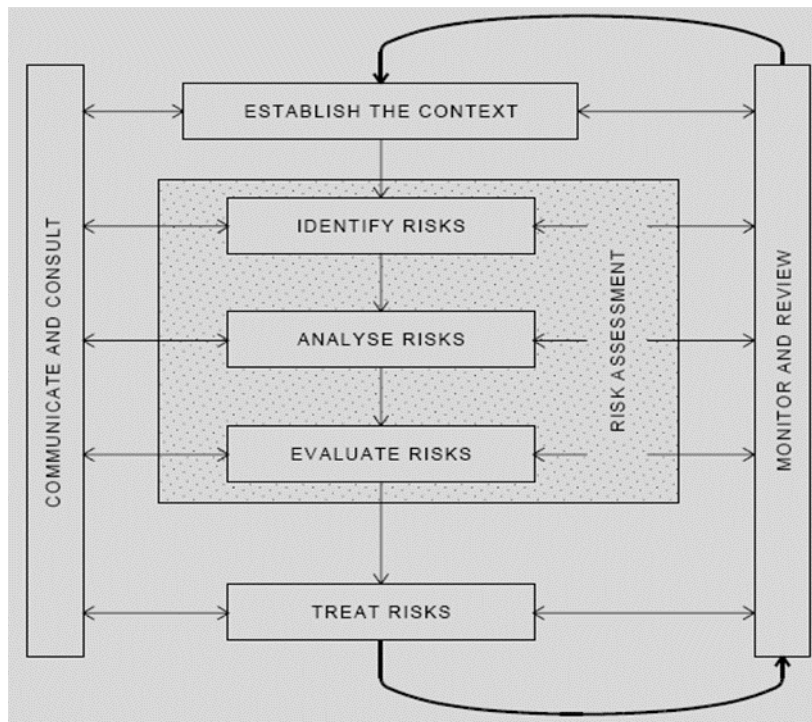 ESTABLISH THE CONTEXT
COMMUNICATE AND CONSULT
IDENTIFY RISKS
ANALYSE RISKS
EVALUATE RISKS
RISK ASSESSMENT
MONITOR AND REVIEW
TREAT RISKS